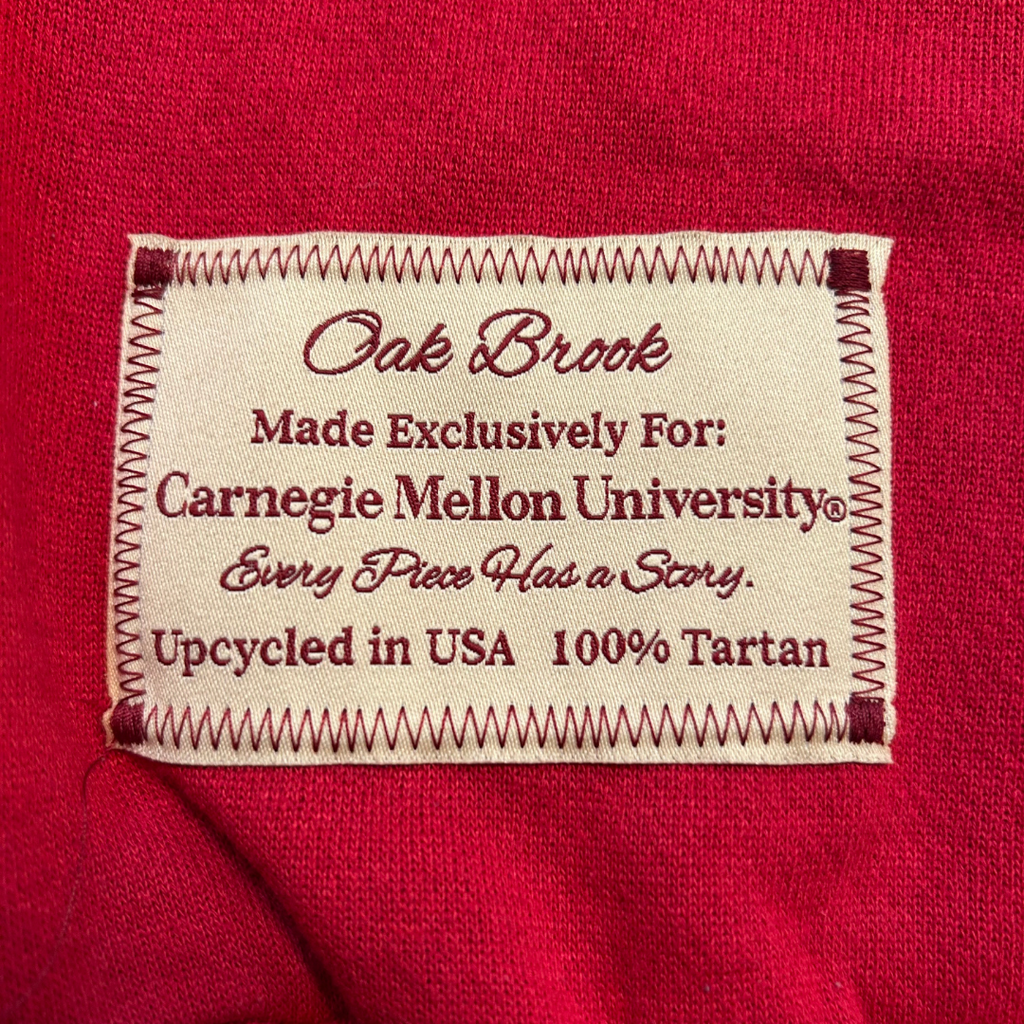 Oak Brook
Made Exclusively For:
Carnegie Mellon University®
Every Piece Has a Story.
Upcycled in USA 100% Tartan